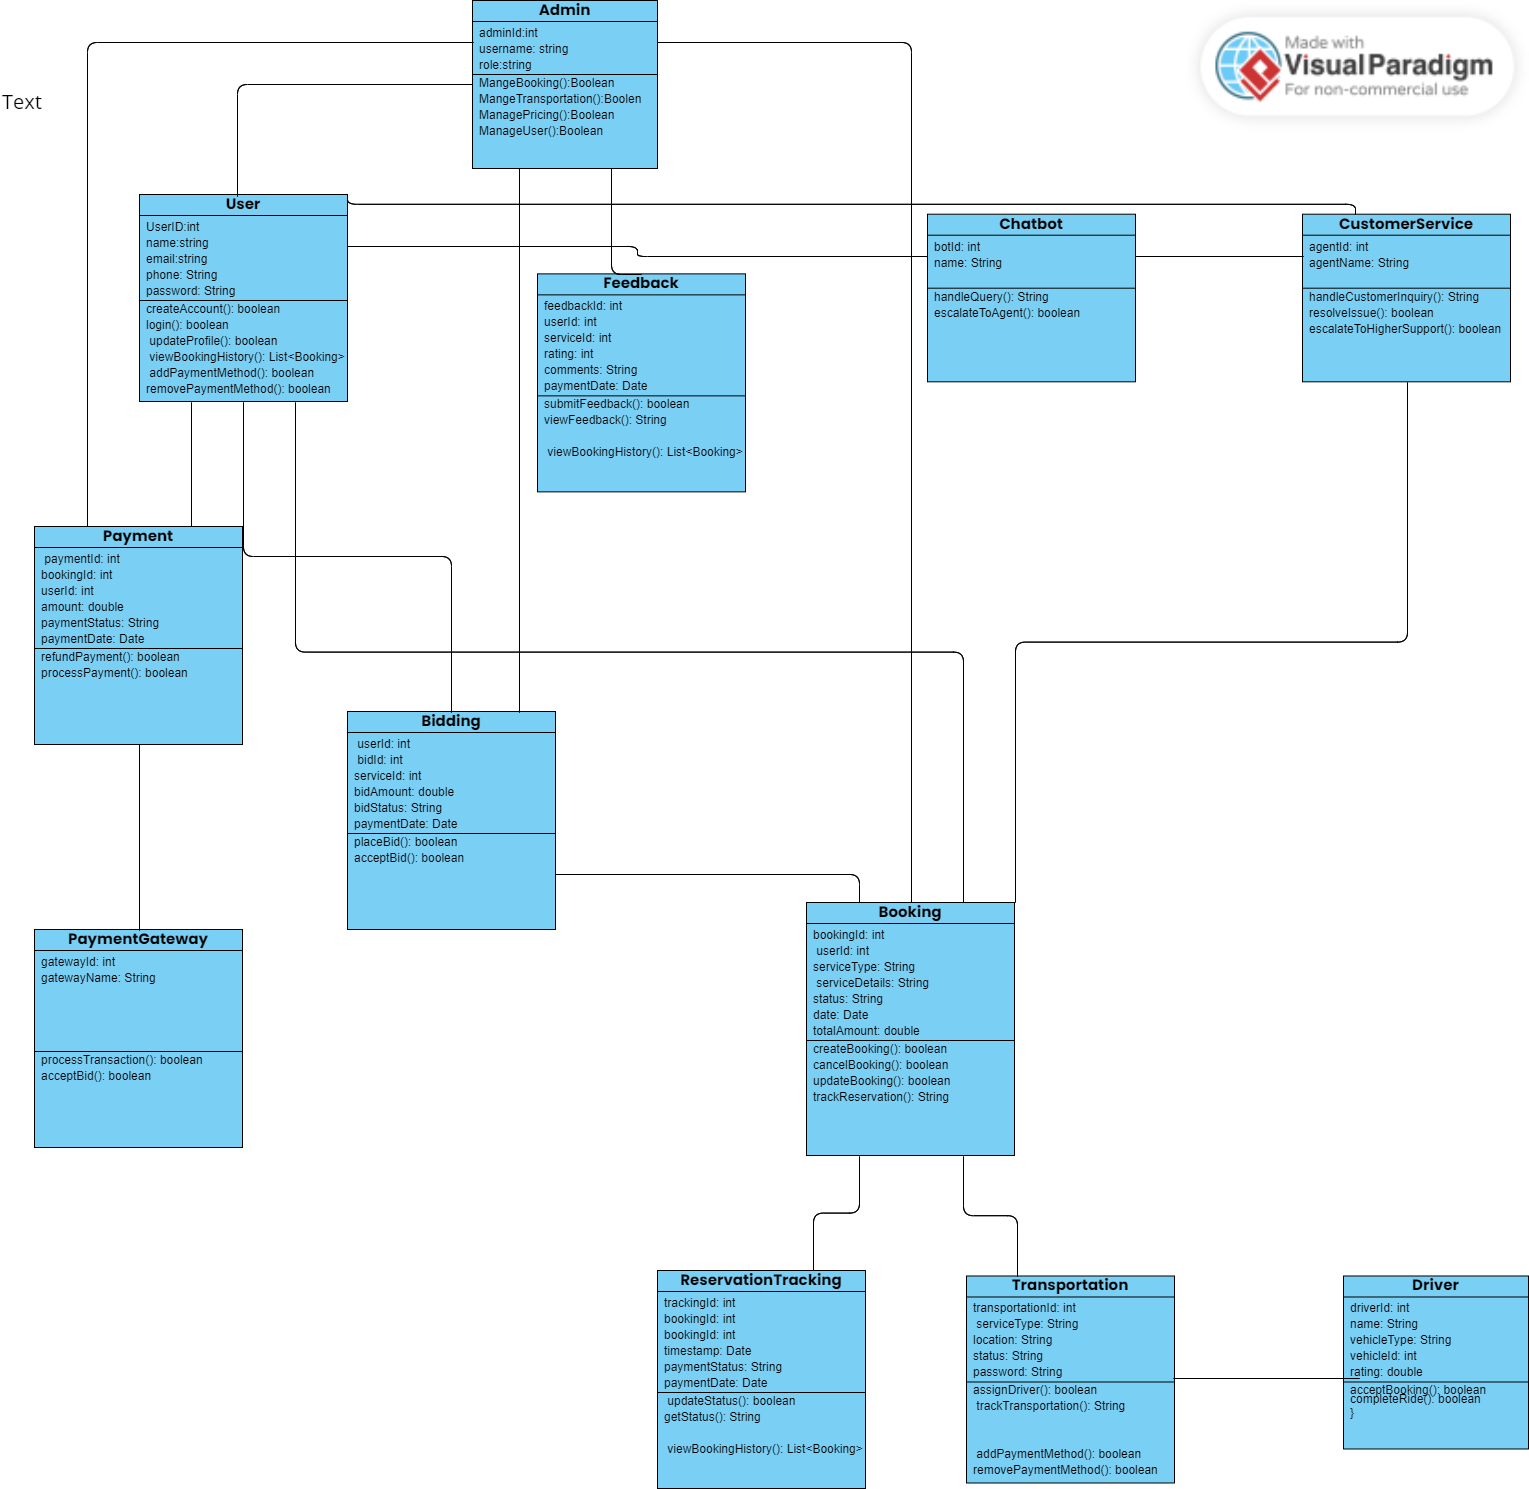 Admin
adminId:int
username: string
role:string
MangeBooking():Boolean
MangeTransportation():Boolen
ManagePricing():Boolean
ManageUser():Boolean
Made with
Visual Paradigm
For non-commercial use
Text
User
UserID:int
name:string
email:string
phone: String
password: String
createAccount(): boolean
login(): boolean
updateProfile(): boolean
viewBookingHistory(): List<Booking>
addPaymentMethod(): boolean
removePaymentMethod(): boolean
Feedback
feedbackId: int
userId: int
serviceId: int
rating: int
comments: String
paymentDate: Date
submitFeedback(): boolean
viewFeedback(): String
viewBookingHistory(): List<Booking>
Chatbot
botId: int
name: String
handleQuery(): String
escalateToAgent(): boolean
CustomerService
agentId: int
agentName: String
handleCustomerInquiry(): String
resolveIssue(): boolean
escalateToHigherSupport(): boolean
Payment
paymentId: int
bookingId: int
userId: int
amount: double
paymentStatus: String
paymentDate: Date
refundPayment(): boolean
processPayment(): boolean
Bidding
userId: int
bidId: int
serviceId: int
bidAmount: double
bidStatus: String
paymentDate: Date
placeBid(): boolean
acceptBid(): boolean
PaymentGateway
gatewayId: int
gatewayName: String
processTransaction(): boolean
acceptBid(): boolean
Booking
bookingId: int
userId: int
serviceType: String
serviceDetails: String
status: String
date: Date
totalAmount: double
createBooking(): boolean
cancelBooking(): boolean
updateBooking(): boolean
trackReservation(): String
ReservationTracking
trackingId: int
bookingId: int
bookingId: int
timestamp: Date
paymentStatus: String
paymentDate: Date
updateStatus(): boolean
getStatus(): String
viewBookingHistory(): List<Booking>
Transportation
transportationId: int
serviceType: String
location: String
status: String
password: String
assignDriver(): boolean
trackTransportation(): String
addPaymentMethod(): boolean
removePaymentMethod(): boolean
Driver
driverId: int
name: String
vehicleType: String
vehicleId: int
rating: double
acceptBooking(): boolean
completeRide(): boolean
}